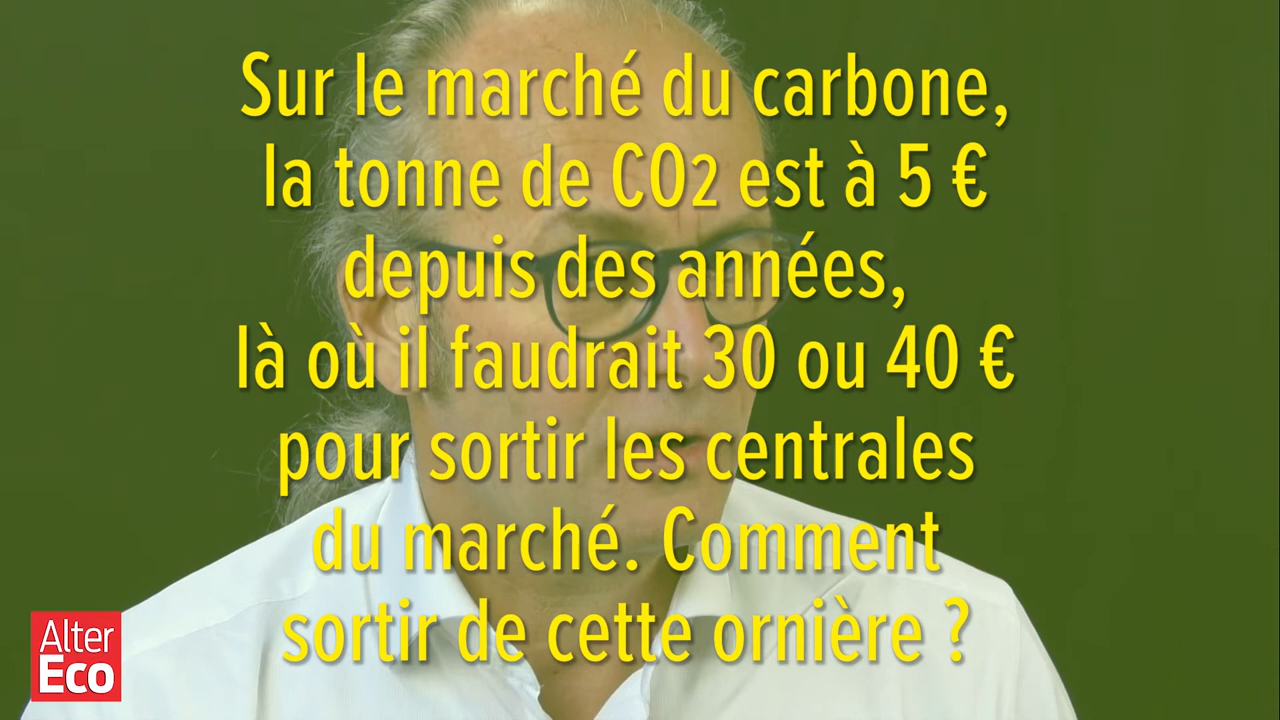 Sur le marché du carbone,
la tonne de CO2 est à 5 €
depuis des années,
là où il faudrait 30 ou 40 €
pour sortir les centrales
du marché. Comment
sortir de cette ornière ?
Alter
Eco